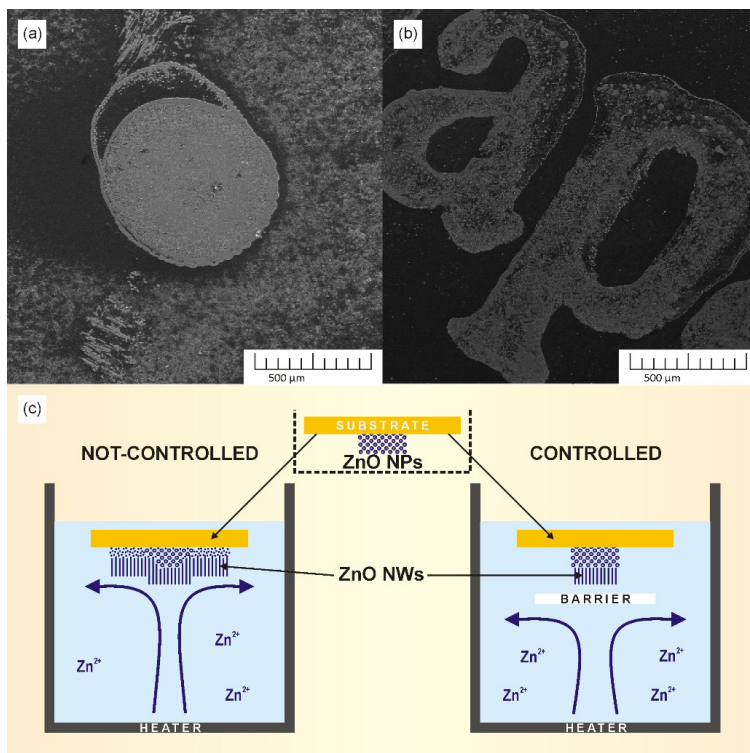 (a)
(b)
500 µm
500 µm
(c)
SUBSTRATE
NOT-CONTROLLED
ZnO NPs
CONTROLLED
ZnO NWs
BARRIER
Zn²⁺
Zn²⁺
Zn²⁺
Zn²⁺
Zn²⁺
Zn²⁺
Zn²⁺
HEATER
HEATER